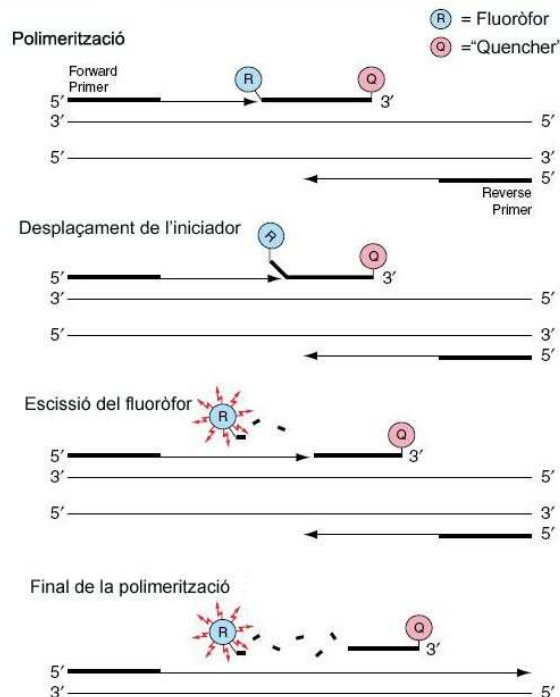 R = Fluoròfor
Q ="Quencher"
Polimerització
Forward
Primer
R
Q
5′ 3′
3′ 5′
5′ 3′
5′
Reverse
Primer
Desplaçament de l'iniciador
R
Q
5′ 3′
3′ 5′
5′ 3′
5′
Escissió del fluoròfor
R
Q
5′ 3′
3′ 5′
5′ 3′
5′
Final de la polimerització
R
Q
3′
5′
3′ 5′